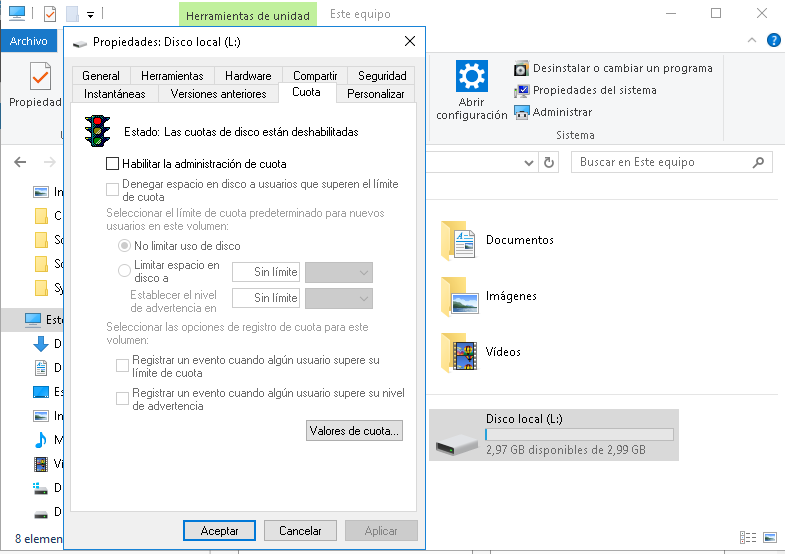 Herramientas de unidad
Este equipo
Archivo
Propiedades: Disco local (L:)
General
Herramientas
Hardware
Compartir
Seguridad
Instantáneas
Versiones anteriores
Cuota
Personalizar
Estado: Las cuotas de disco están deshabilitadas
Habilitar la administración de cuota
Denegar espacio en disco a usuarios que superen el límite
de cuota
Seleccionar el límite de cuota predeterminado para nuevos
usuarios en este volumen:
No limitar uso de disco
Limitar espacio en
disco a
Sin límite
Establecer el nivel
de advertencia en
Sin límite
Seleccionar las opciones de registro de cuota para este
volumen:
Registrar un evento cuando algún usuario supere su
límite de cuota
Registrar un evento cuando algún usuario supere su nivel
de advertencia
Valores de cuota...
Aceptar
Cancelar
Aplicar
Propiedad
Abrir
configuración
Desinstalar o cambiar un programa
Propiedades del sistema
Administrar
Sistema
Buscar en Este equipo
In
C
Sc
Sc
Sy
Este
D
D
Es
In
M
Ví
D
D
8 elemen
Documentos
Imágenes
Vídeos
Disco local (L:)
2,97 GB disponibles de 2,99 GB